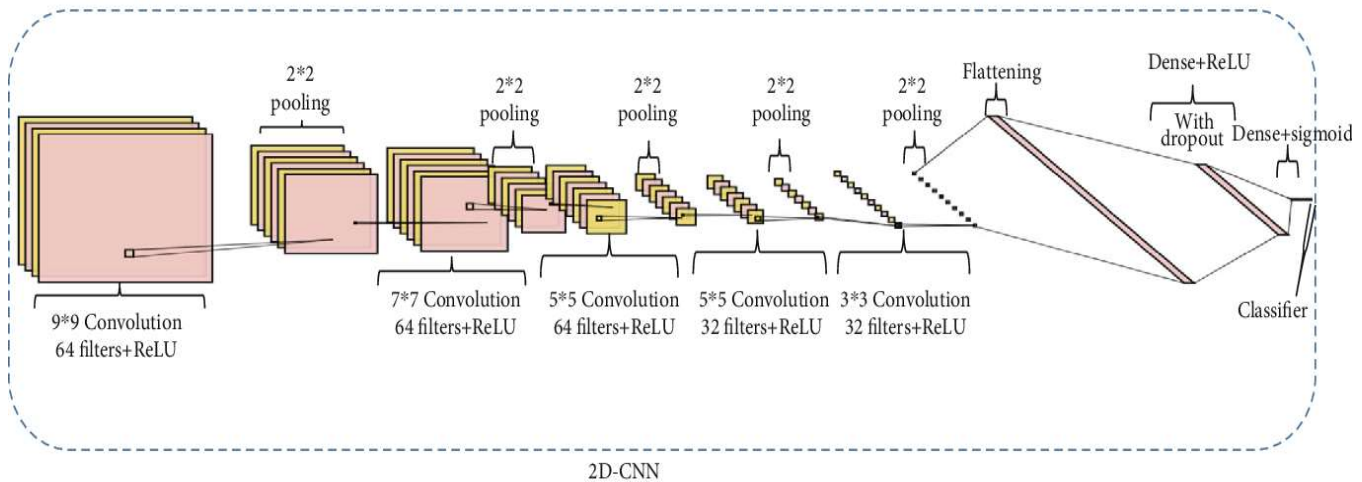 2*2
pooling
2*2
pooling
2*2
pooling
2*2
pooling
2*2
pooling
Flattening
Dense+ReLU
With
dropout
Dense+sigmoid
9*9 Convolution
64 filters+ReLU
7*7 Convolution
64 filters+ReLU
5*5 Convolution
64 filters+ReLU
5*5 Convolution
32 filters+ReLU
3*3 Convolution
32 filters+ReLU
Classifier
2D-CNN